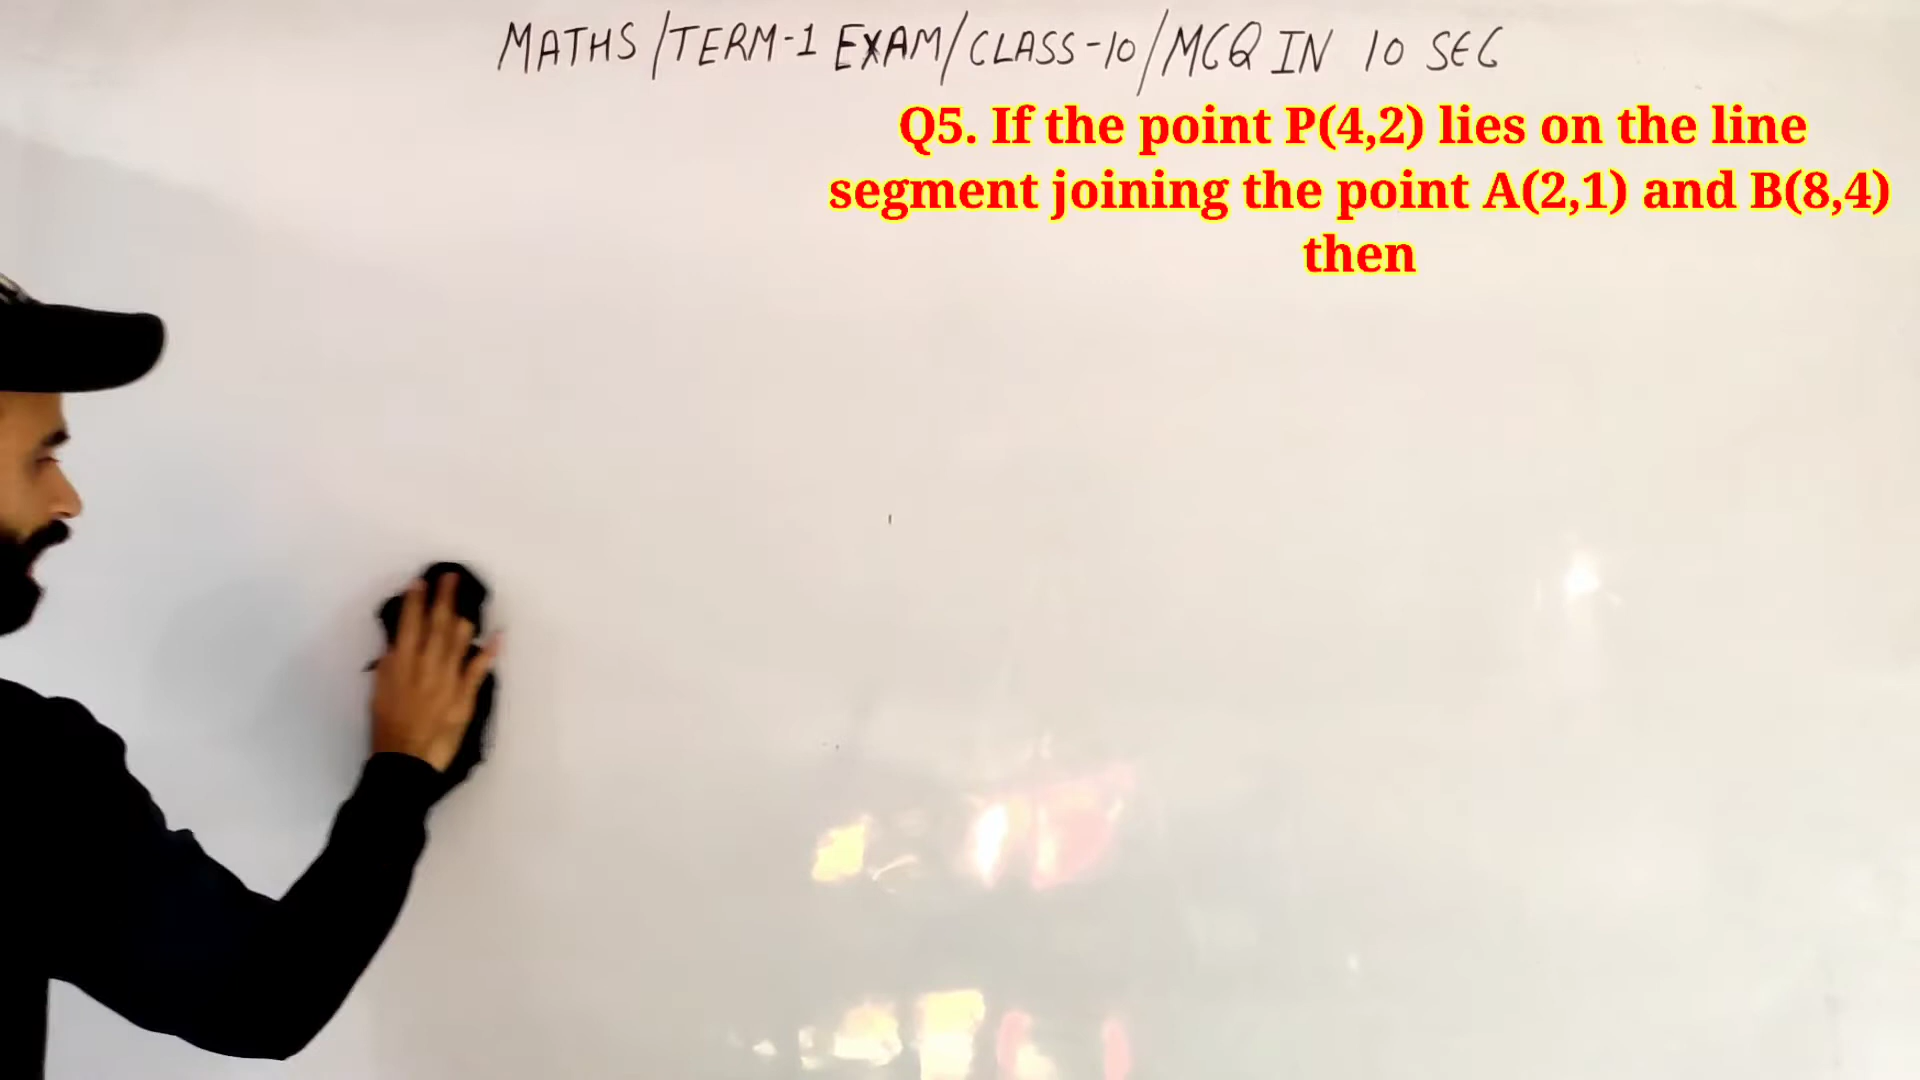 MATHS/TERM-1 EXAM/CLASS-10/MCQ IN 10 SEC
Q5. If the point P(4,2) lies on the line
segment joining the point A(2,1) and B(8,4)
then